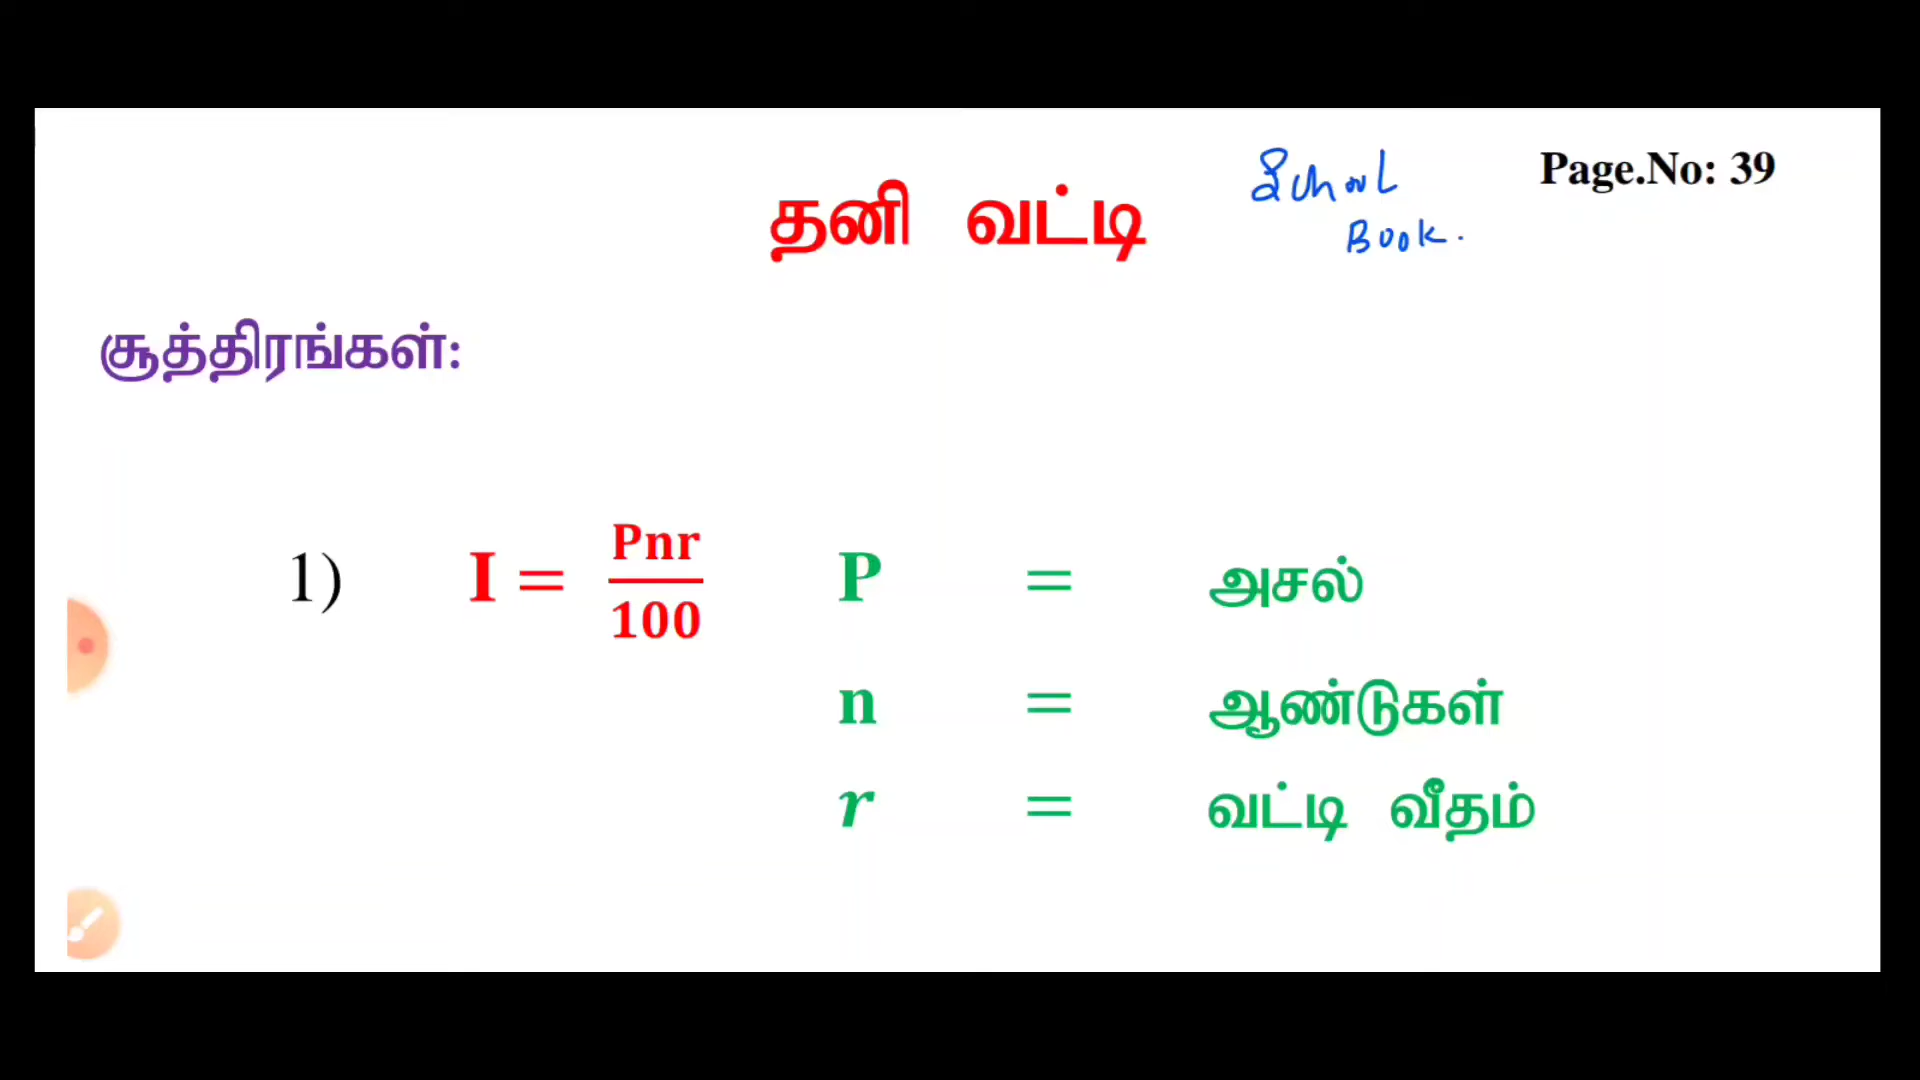 Page.No: 39
School
Book.
தனி வட்டி
சூத்திரங்கள்:
1) I = Pnr/100 P = அசல்
n = ஆண்டுகள்
r = வட்டி வீதம்